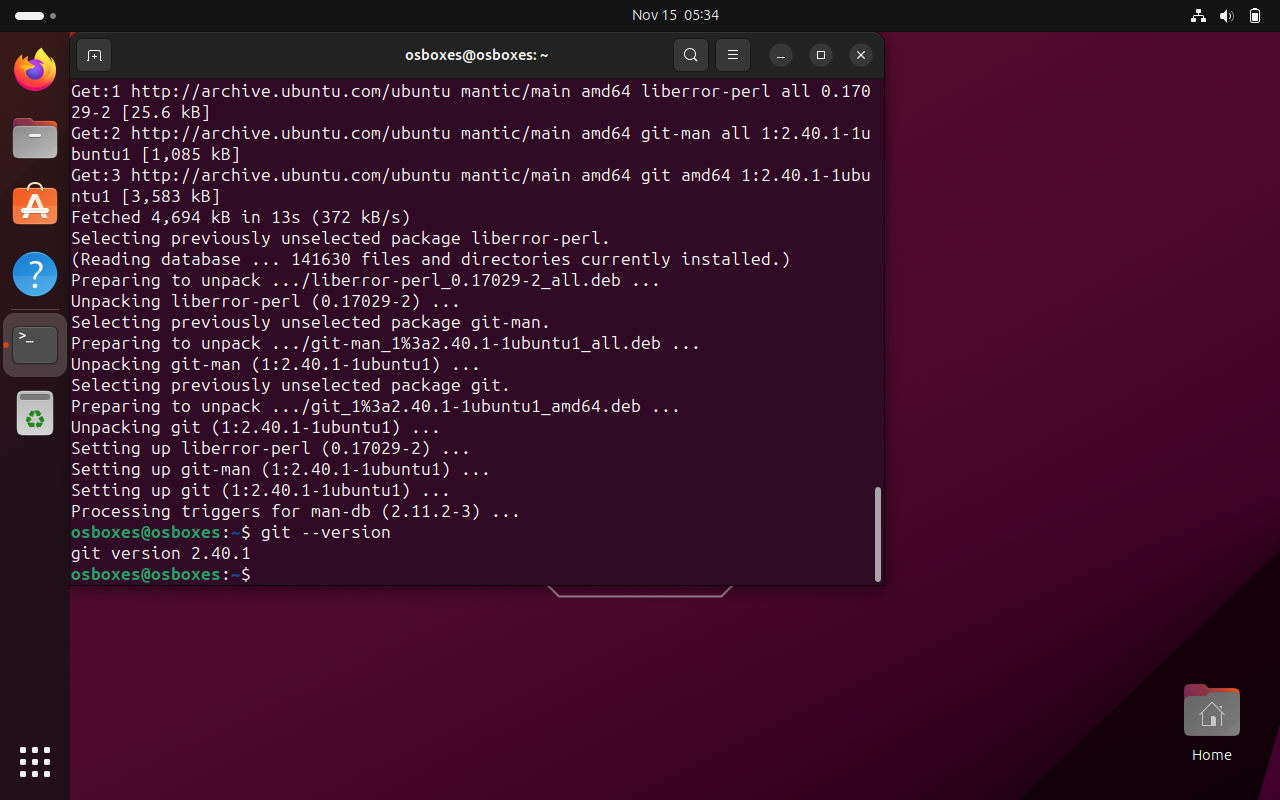 Nov 15 05:34
osboxes@osboxes: ~
Get:1 http://archive.ubuntu.com/ubuntu mantic/main amd64 liberror-perl all 0.170
29-2 [25.6 kB]
Get:2 http://archive.ubuntu.com/ubuntu mantic/main amd64 git-man all 1:2.40.1-1u
buntu1 [1,085 kB]
Get:3 http://archive.ubuntu.com/ubuntu mantic/main amd64 git amd64 1:2.40.1-1ubu
ntu1 [3,583 kB]
Fetched 4,694 kB in 13s (372 kB/s)
Selecting previously unselected package liberror-perl.
(Reading database ... 141630 files and directories currently installed.)
Preparing to unpack .../liberror-perl_0.17029-2_all.deb ...
Unpacking liberror-perl (0.17029-2) ...
Selecting previously unselected package git-man.
Preparing to unpack .../git-man_1%3a2.40.1-1ubuntu1_all.deb ...
Unpacking git-man (1:2.40.1-1ubuntu1) ...
Selecting previously unselected package git.
Preparing to unpack .../git_1%3a2.40.1-1ubuntu1_amd64.deb ...
Unpacking git (1:2.40.1-1ubuntu1) ...
Setting up liberror-perl (0.17029-2) ...
Setting up git-man (1:2.40.1-1ubuntu1) ...
Setting up git (1:2.40.1-1ubuntu1) ...
Processing triggers for man-db (2.11.2-3) ...
osboxes@osboxes:~$ git --version
git version 2.40.1
osboxes@osboxes:~$
Home